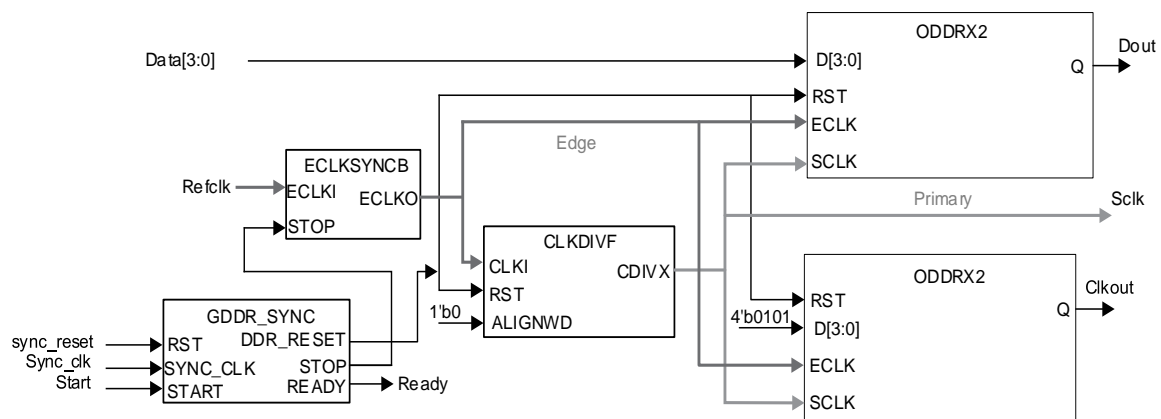 ODDRX2
Data[3:0]
D[3:0]
Q
Dout
RST
ECLK
SCLK
Edge
ECLKSYNCB
Refclk
ECLKI
ECLKO
STOP
Primary
Sclk
CLKDIVF
CLKI
CDIVX
RST
1'b0
ALIGNWD
ODDRX2
RST
Q
Clkout
4'b0101
D[3:0]
ECLK
SCLK
GDDR_SYNC
sync_reset
RST
DDR_RESET
Sync_clk
SYNC_CLK
STOP
Start
START
READY
Ready